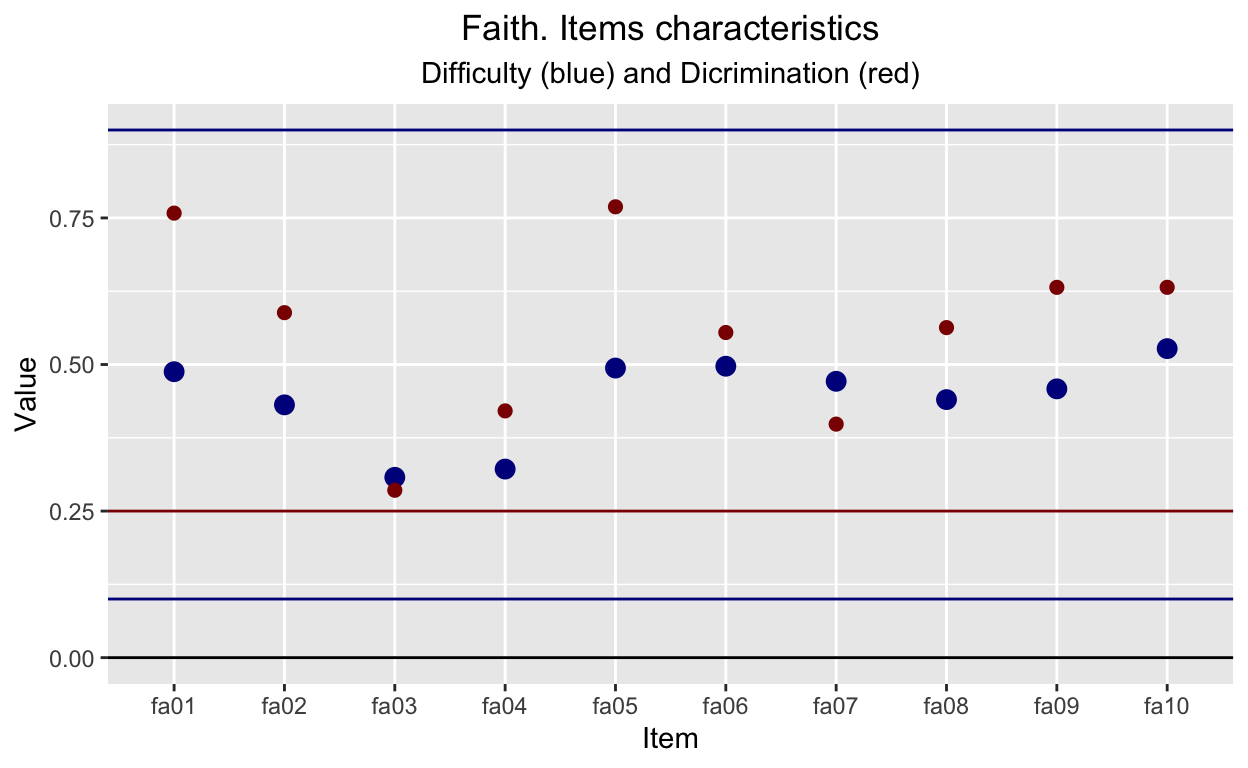 Faith. Items characteristics
Difficulty (blue) and Dicrimination (red)
Value
0.75
0.50
0.25
0.00
fa01 fa02 fa03 fa04 fa05 fa06 fa07 fa08 fa09 fa10
Item